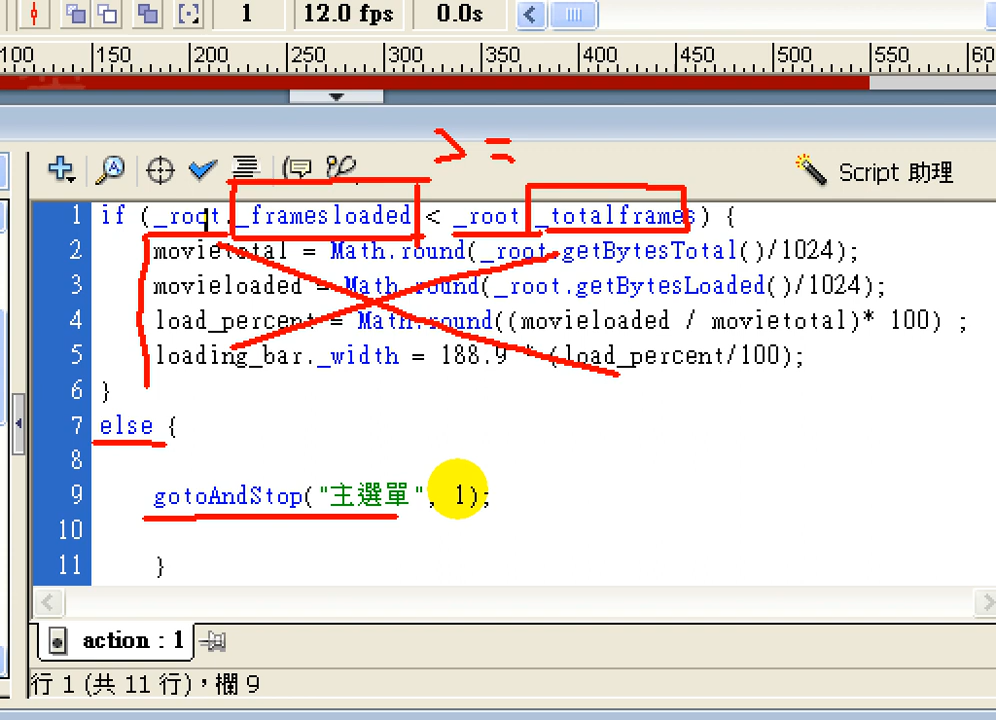 1 12.0 fps 0.0s
100 150 200 250 300 350 400 450 500 550 60
> =
Script 助理
1 if (_root._framesloaded < _root._totalframes) {
2 movietotal = Math.round(_root.getBytesTotal()/1024);
3 movieloaded = Math.round(_root.getBytesLoaded()/1024);
4 load_percent = Math.round((movieloaded / movietotal)* 100) ;
5 loading_bar._width = 188.9 * (load_percent/100);
6 }
7 else {
8
9 gotoAndStop("主選單", 1);
10
11 }
action : 1
行 1 (共 11 行)，欄 9